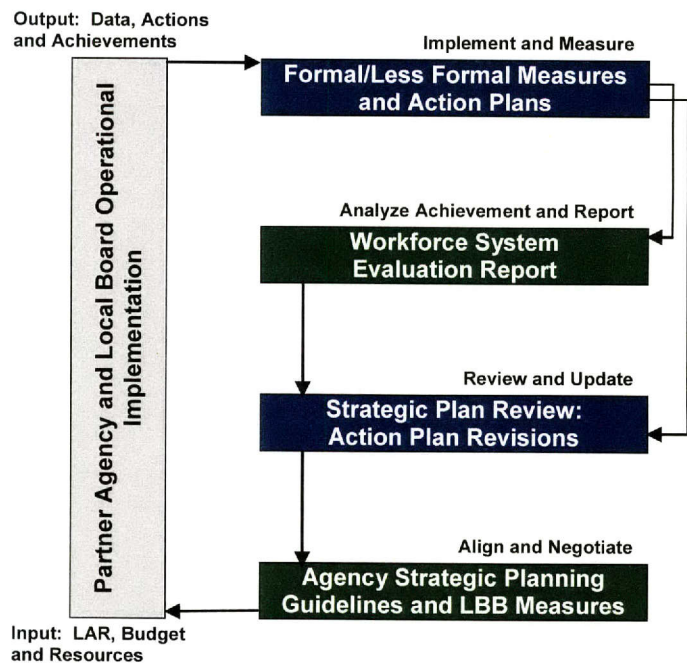 Output: Data, Actions
and Achievements
Implement and Measure
Formal/Less Formal Measures
and Action Plans
Analyze Achievement and Report
Workforce System
Evaluation Report
Partner Agency and Local Board Operational
Implementation
Review and Update
Strategic Plan Review:
Action Plan Revisions
Align and Negotiate
Agency Strategic Planning
Guidelines and LBB Measures
Input: LAR, Budget
and Resources